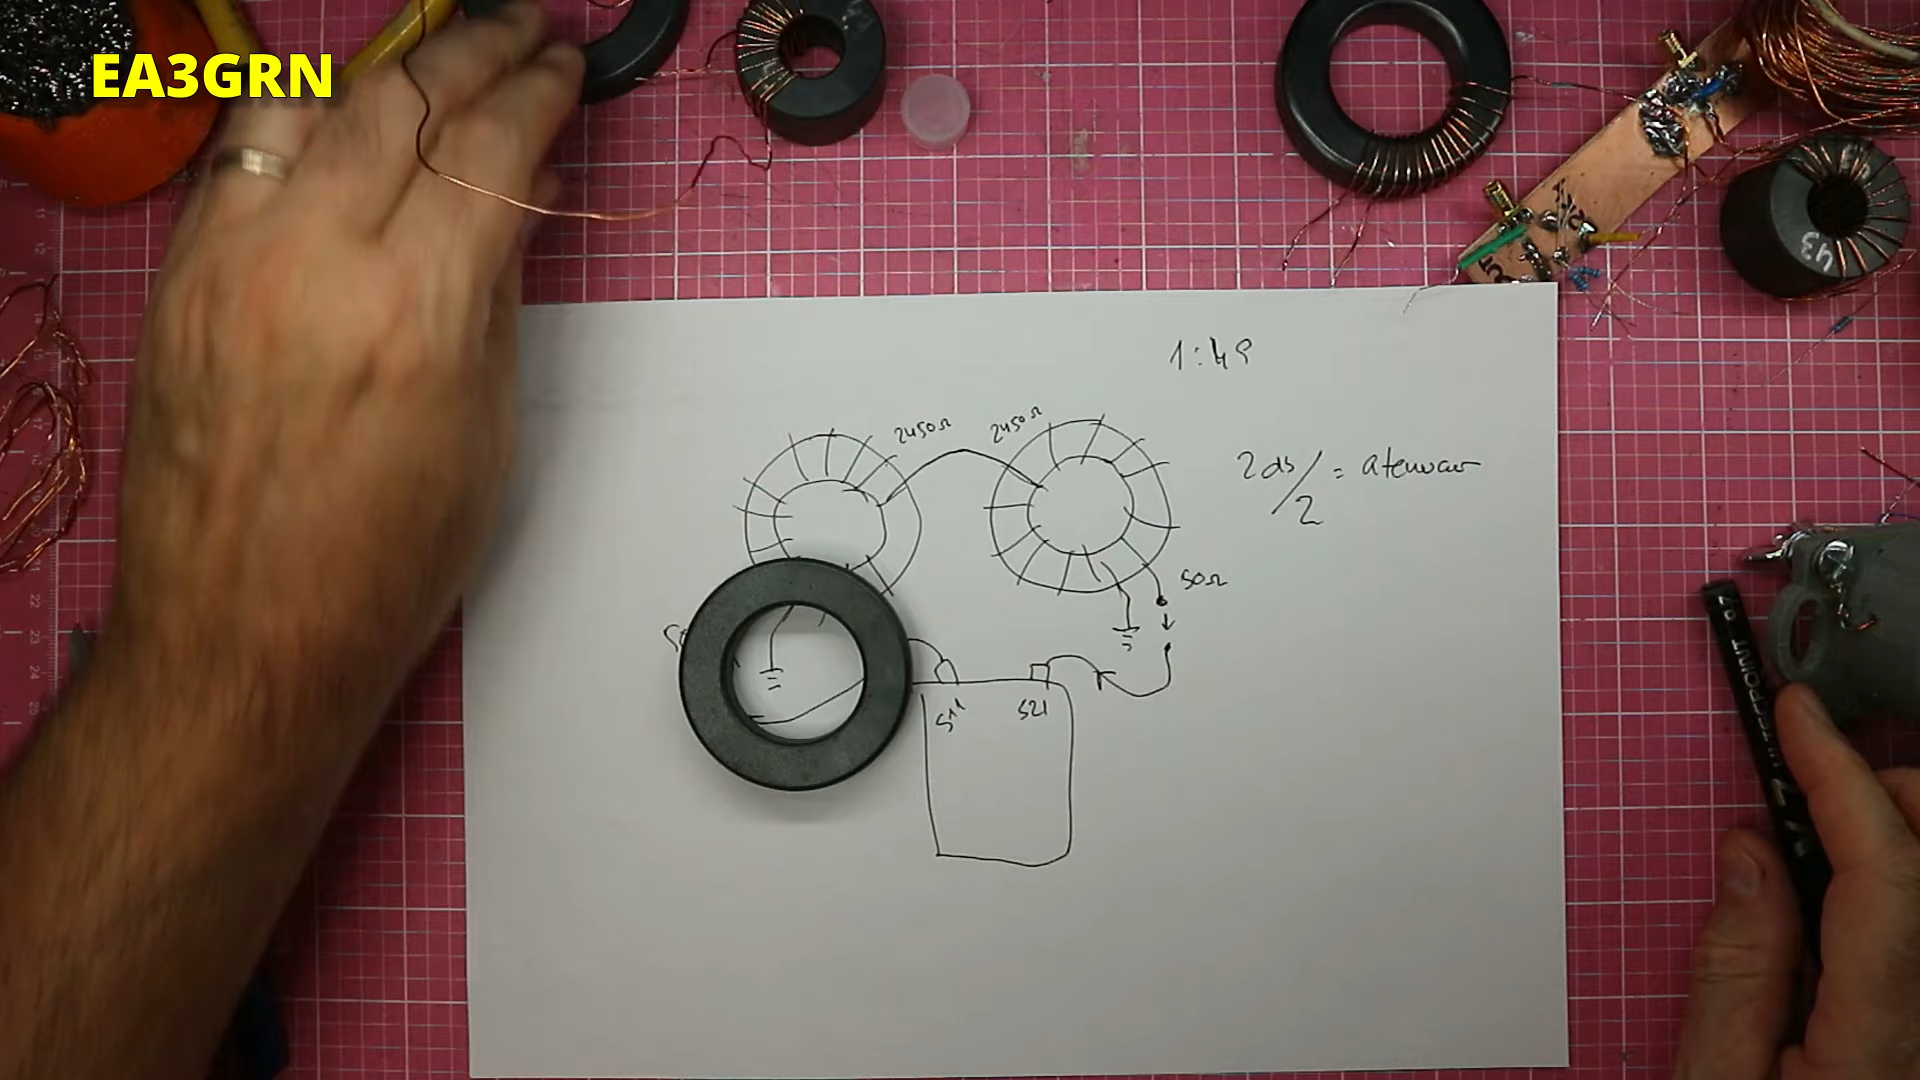 EA3GRN
43
1:49
2450Ω
2450Ω
2db/2 = atenuar
50Ω
S11
S21